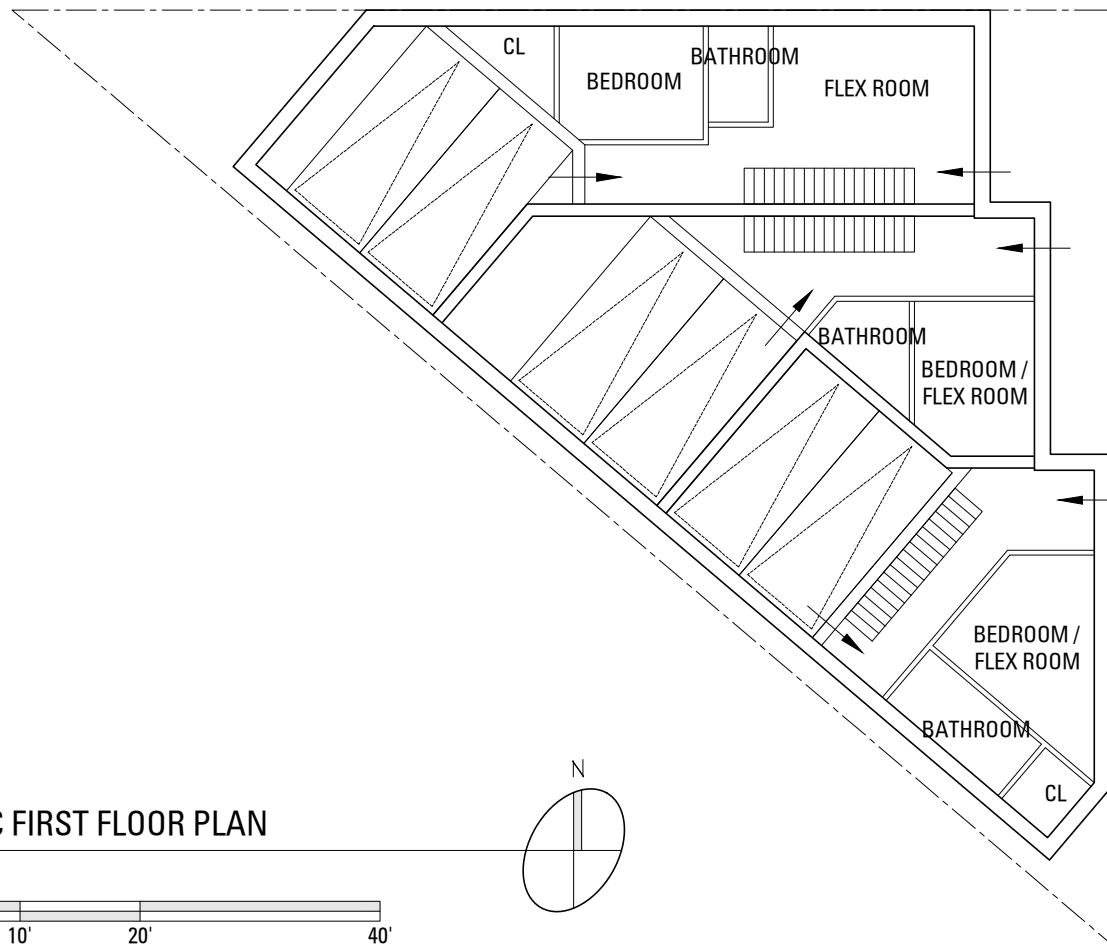 CL
BATHROOM
BEDROOM
FLEX ROOM
BATHROOM
BEDROOM /
FLEX ROOM
BEDROOM /
FLEX ROOM
BATHROOM
CL
N
FIRST FLOOR PLAN
10'
20'
40'